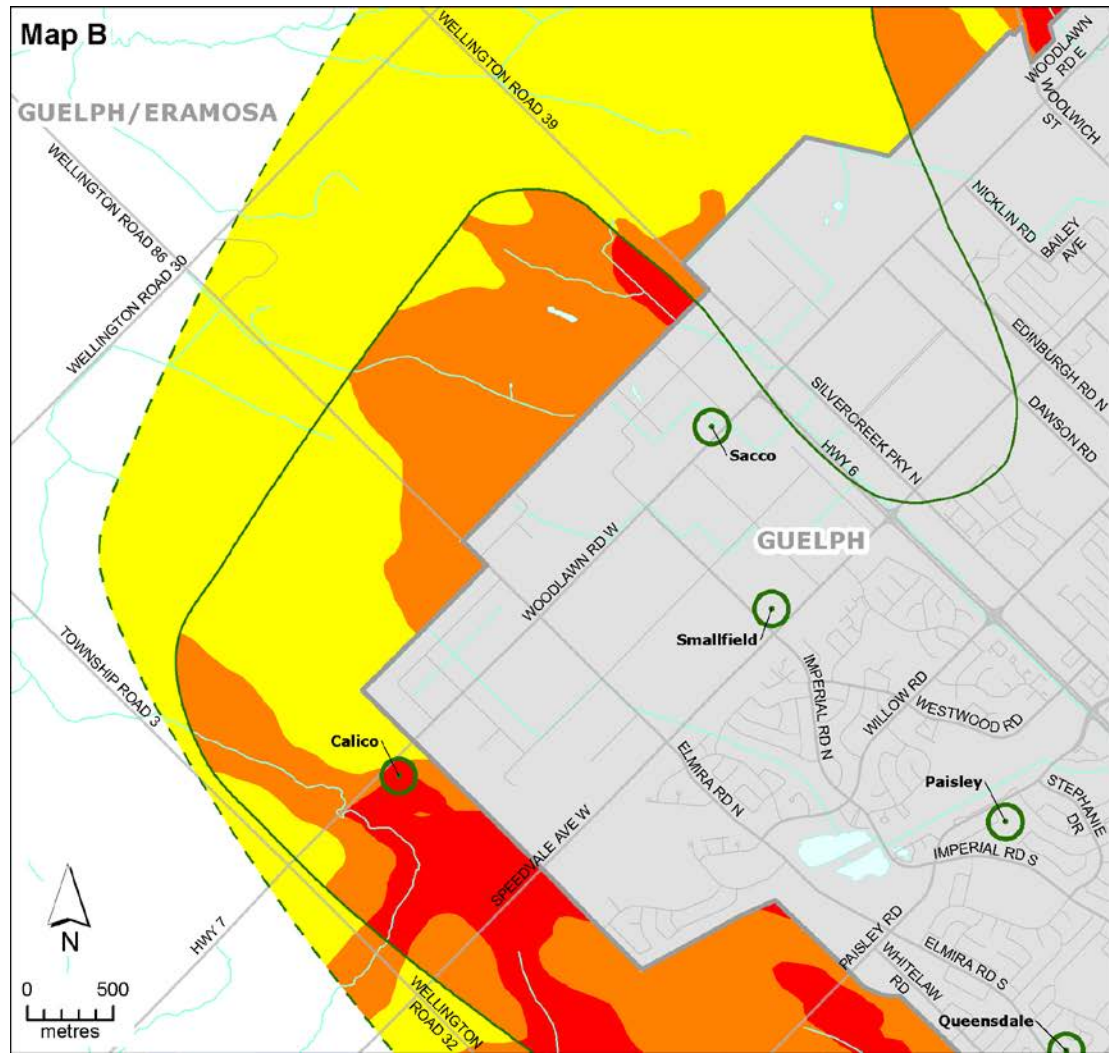 Map B
GUELPH/ERAMOSA
WELLINGTON ROAD 39
WOODLAWN
RD E
WOOLWICH
ST
WELLINGTON ROAD 86
WELLINGTON ROAD 30
NICKLIN RD
BAILEY
AVE
EDINBURGH RD N
DAWSON RD
SILVERCREEK PKY N
HWY 6
Sacco
GUELPH
WOODLAWN RD W
Smallfield
IMPERIAL RD N
WILLOW RD
WESTWOOD RD
TOWNSHIP ROAD 3
Calico
ELMIRA RD N
Paisley
STEPHANIE
DR
IMPERIAL RD S
SPEEDVALE AVE W
HWY 7
PAISLEY RD
ELMIRA RD S
WHITELAW
RD
WELLINGTON
ROAD 32
Queensdale
N
0 500
metres